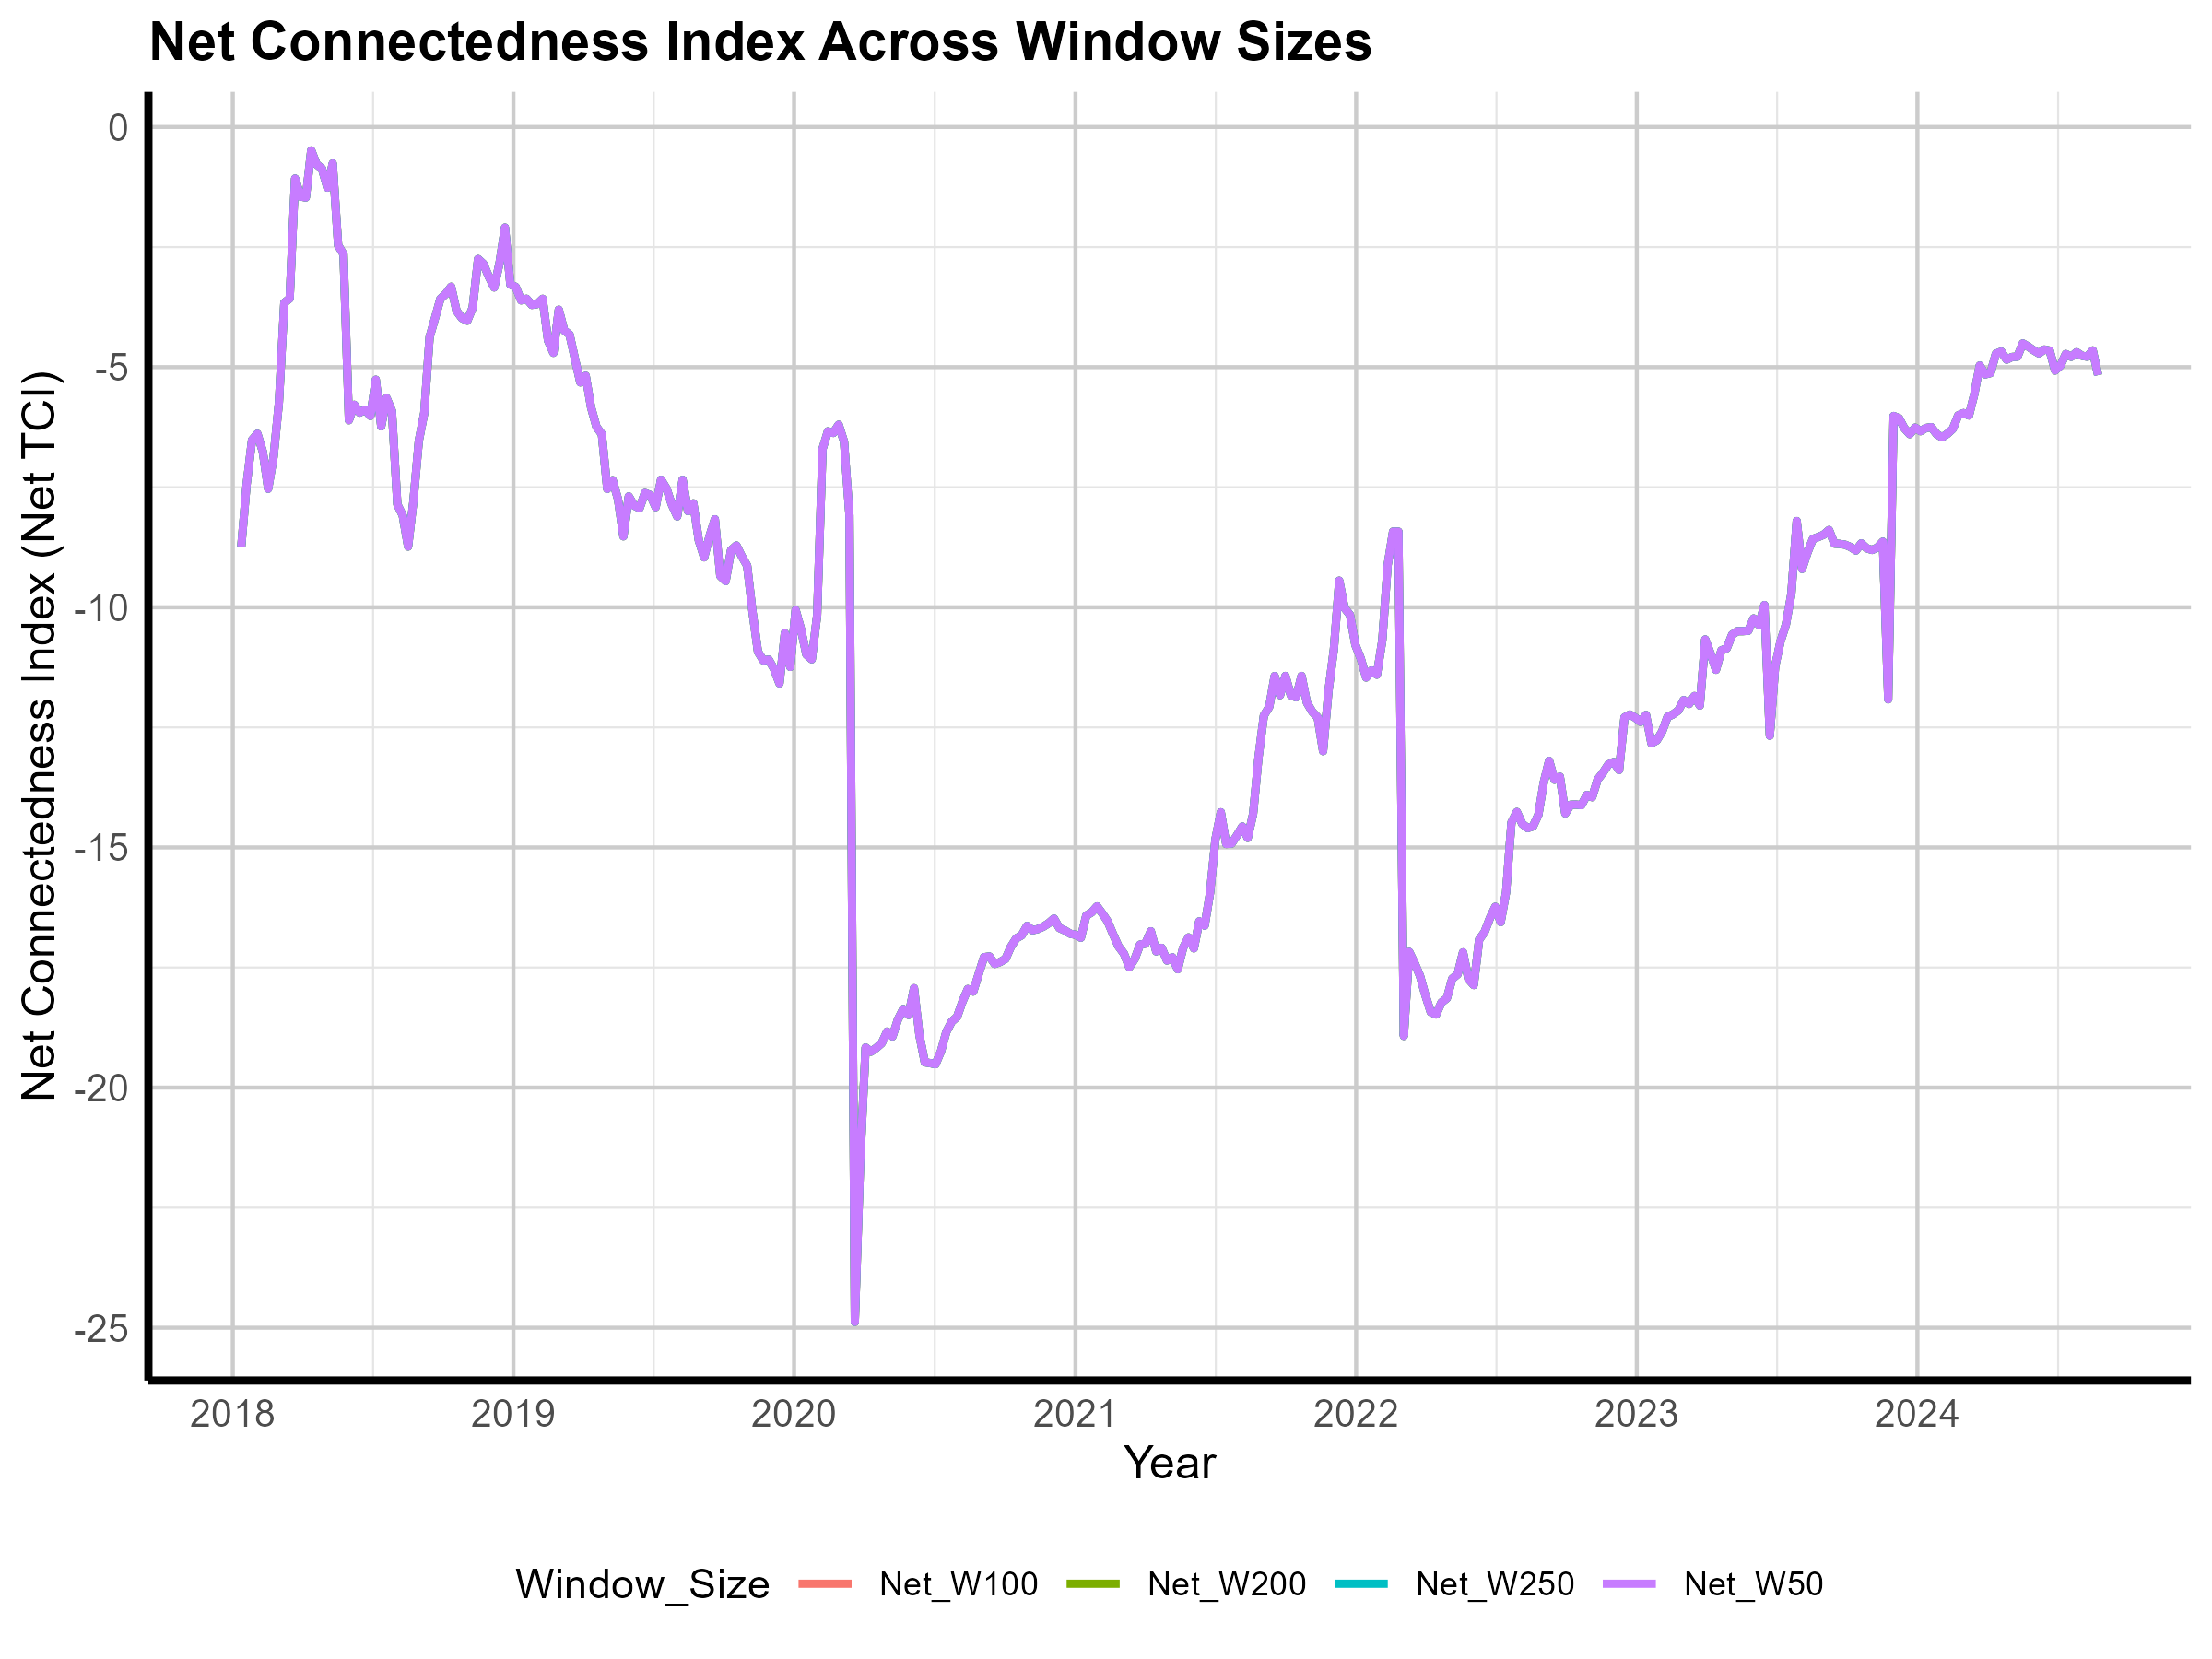 Net Connectedness Index Across Window Sizes
Net Connectedness Index (Net TCI)
0
-5
-10
-15
-20
-25
2018 2019 2020 2021 2022 2023 2024
Year
Window_Size Net_W100 Net_W200 Net_W250 Net_W50